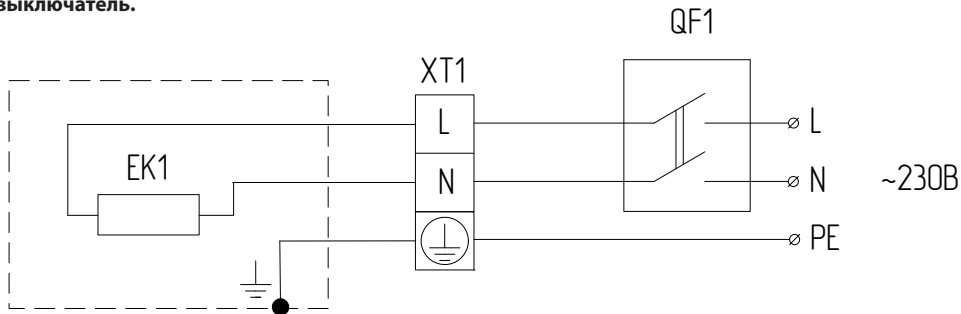 выключатель.
QF1
XT1
L
L
EK1
N
N
~230В
PE